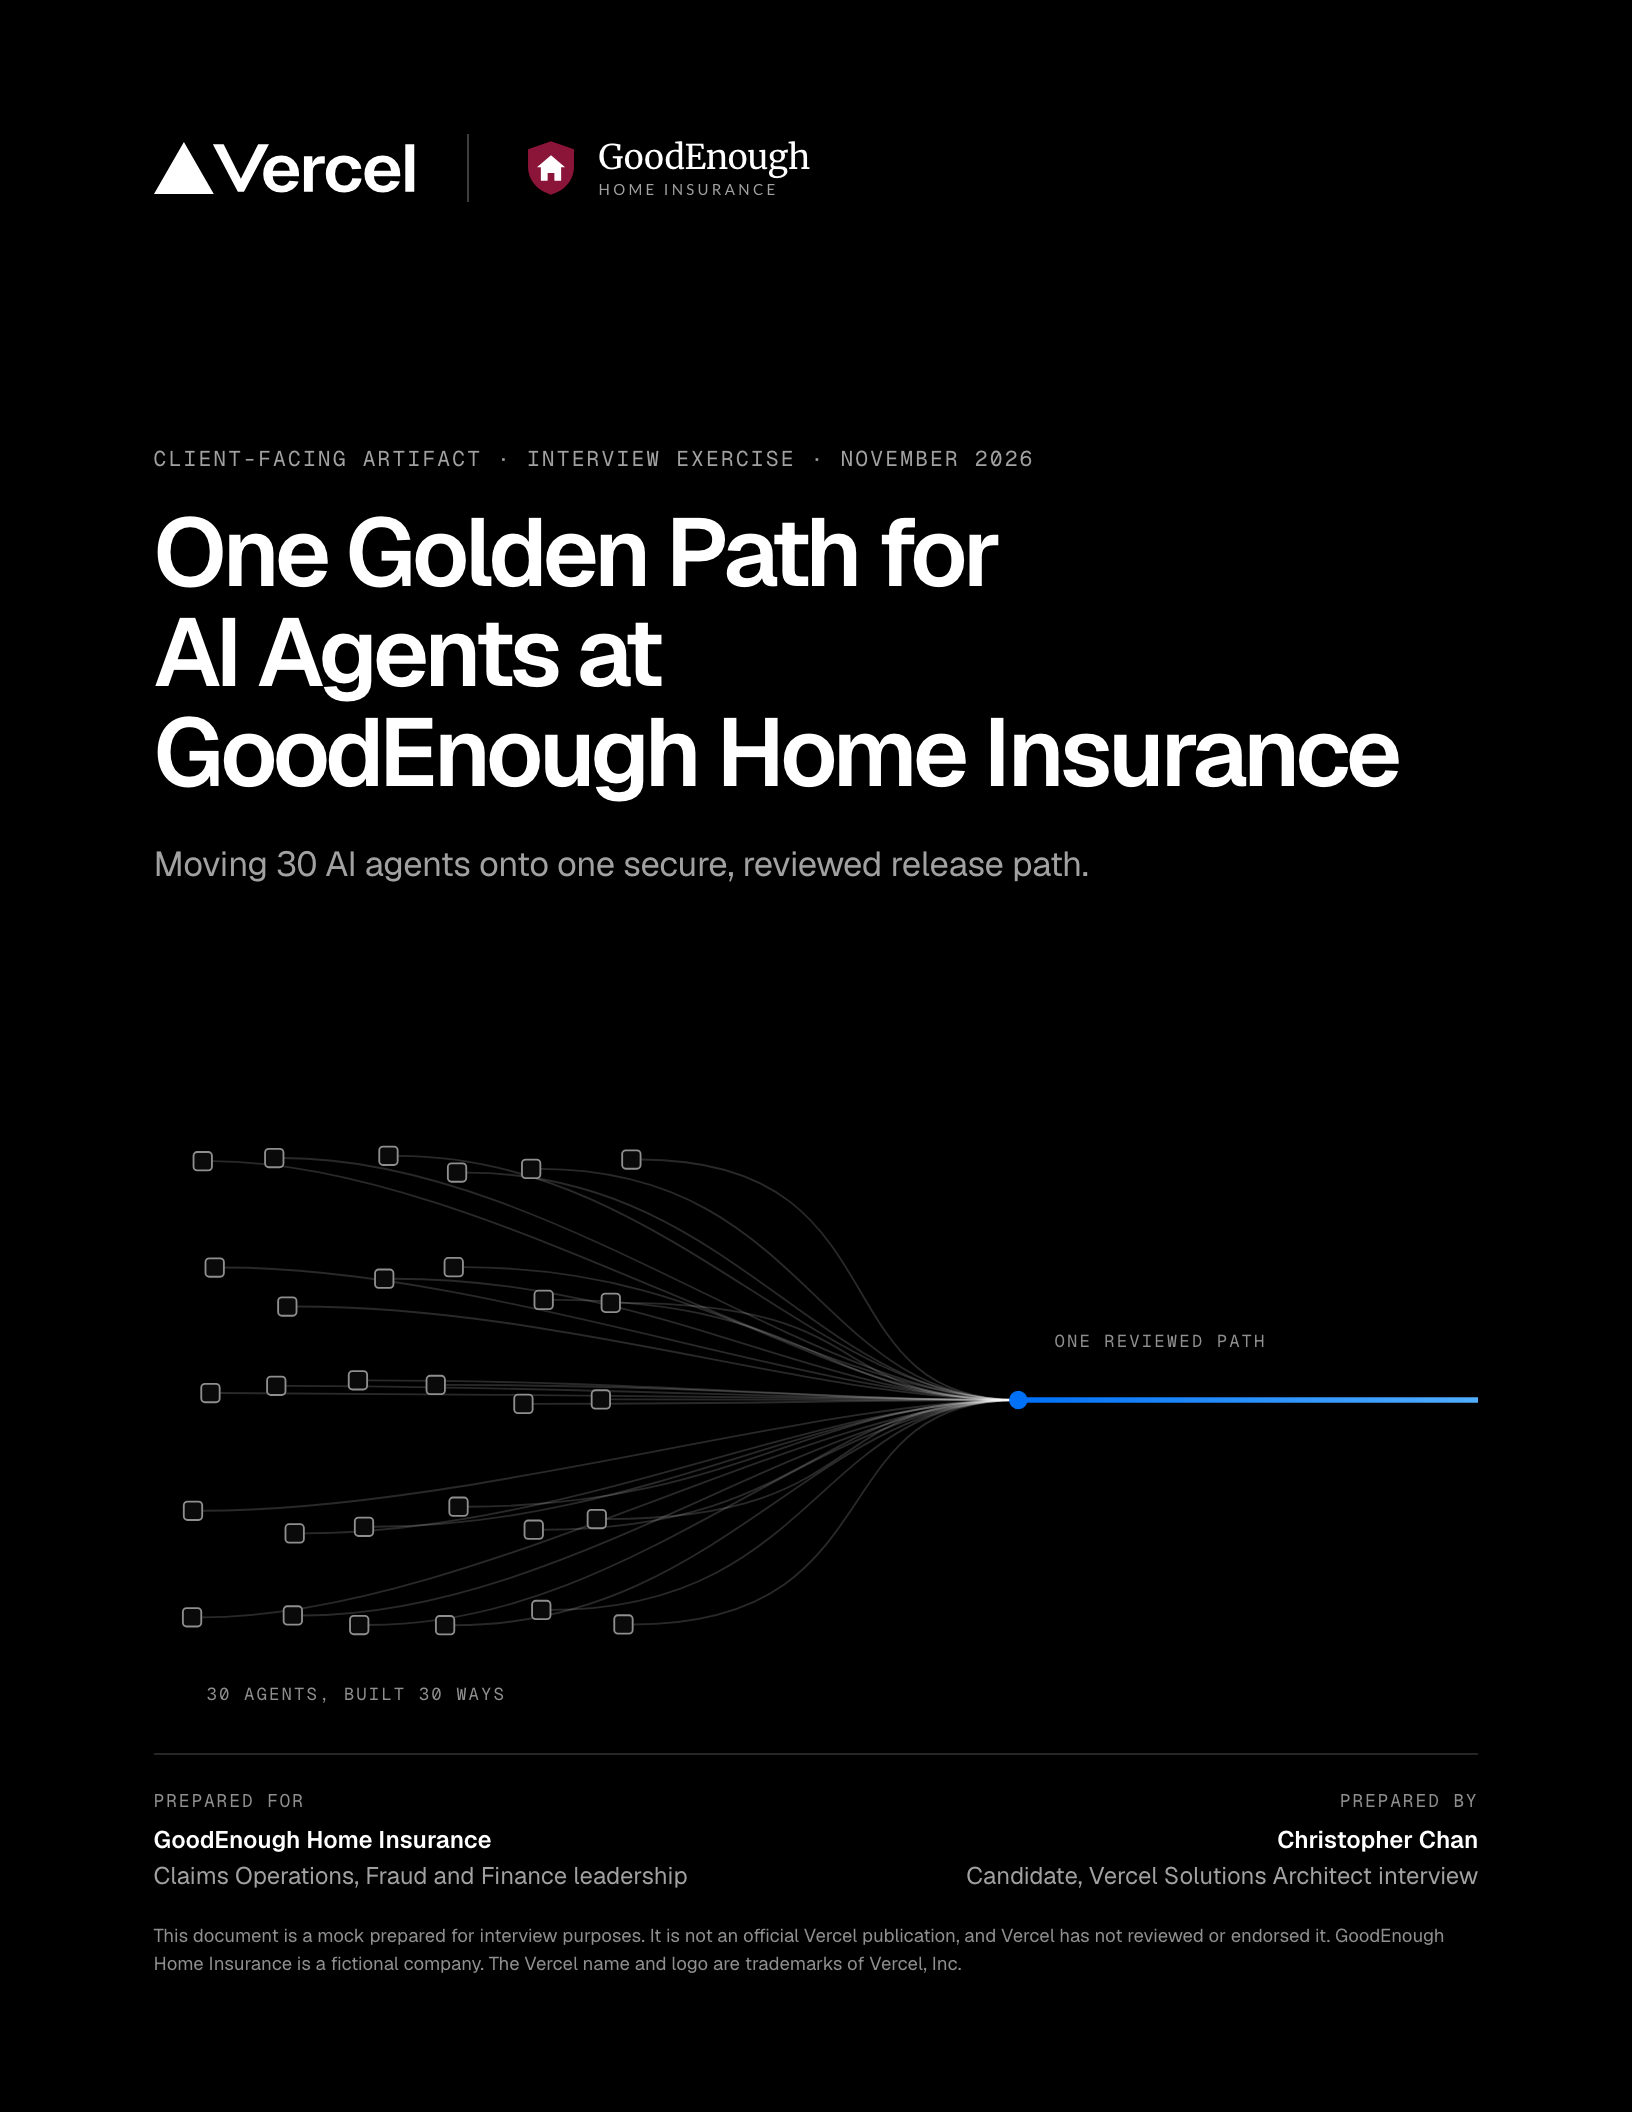 Vercel
GoodEnough
HOME INSURANCE
CLIENT-FACING ARTIFACT · INTERVIEW EXERCISE · NOVEMBER 2026
One Golden Path for
AI Agents at
GoodEnough Home Insurance
Moving 30 AI agents onto one secure, reviewed release path.
ONE REVIEWED PATH
30 AGENTS, BUILT 30 WAYS
PREPARED FOR
GoodEnough Home Insurance
Claims Operations, Fraud and Finance leadership
PREPARED BY
Christopher Chan
Candidate, Vercel Solutions Architect interview
This document is a mock prepared for interview purposes. It is not an official Vercel publication, and Vercel has not reviewed or endorsed it. GoodEnough
Home Insurance is a fictional company. The Vercel name and logo are trademarks of Vercel, Inc.